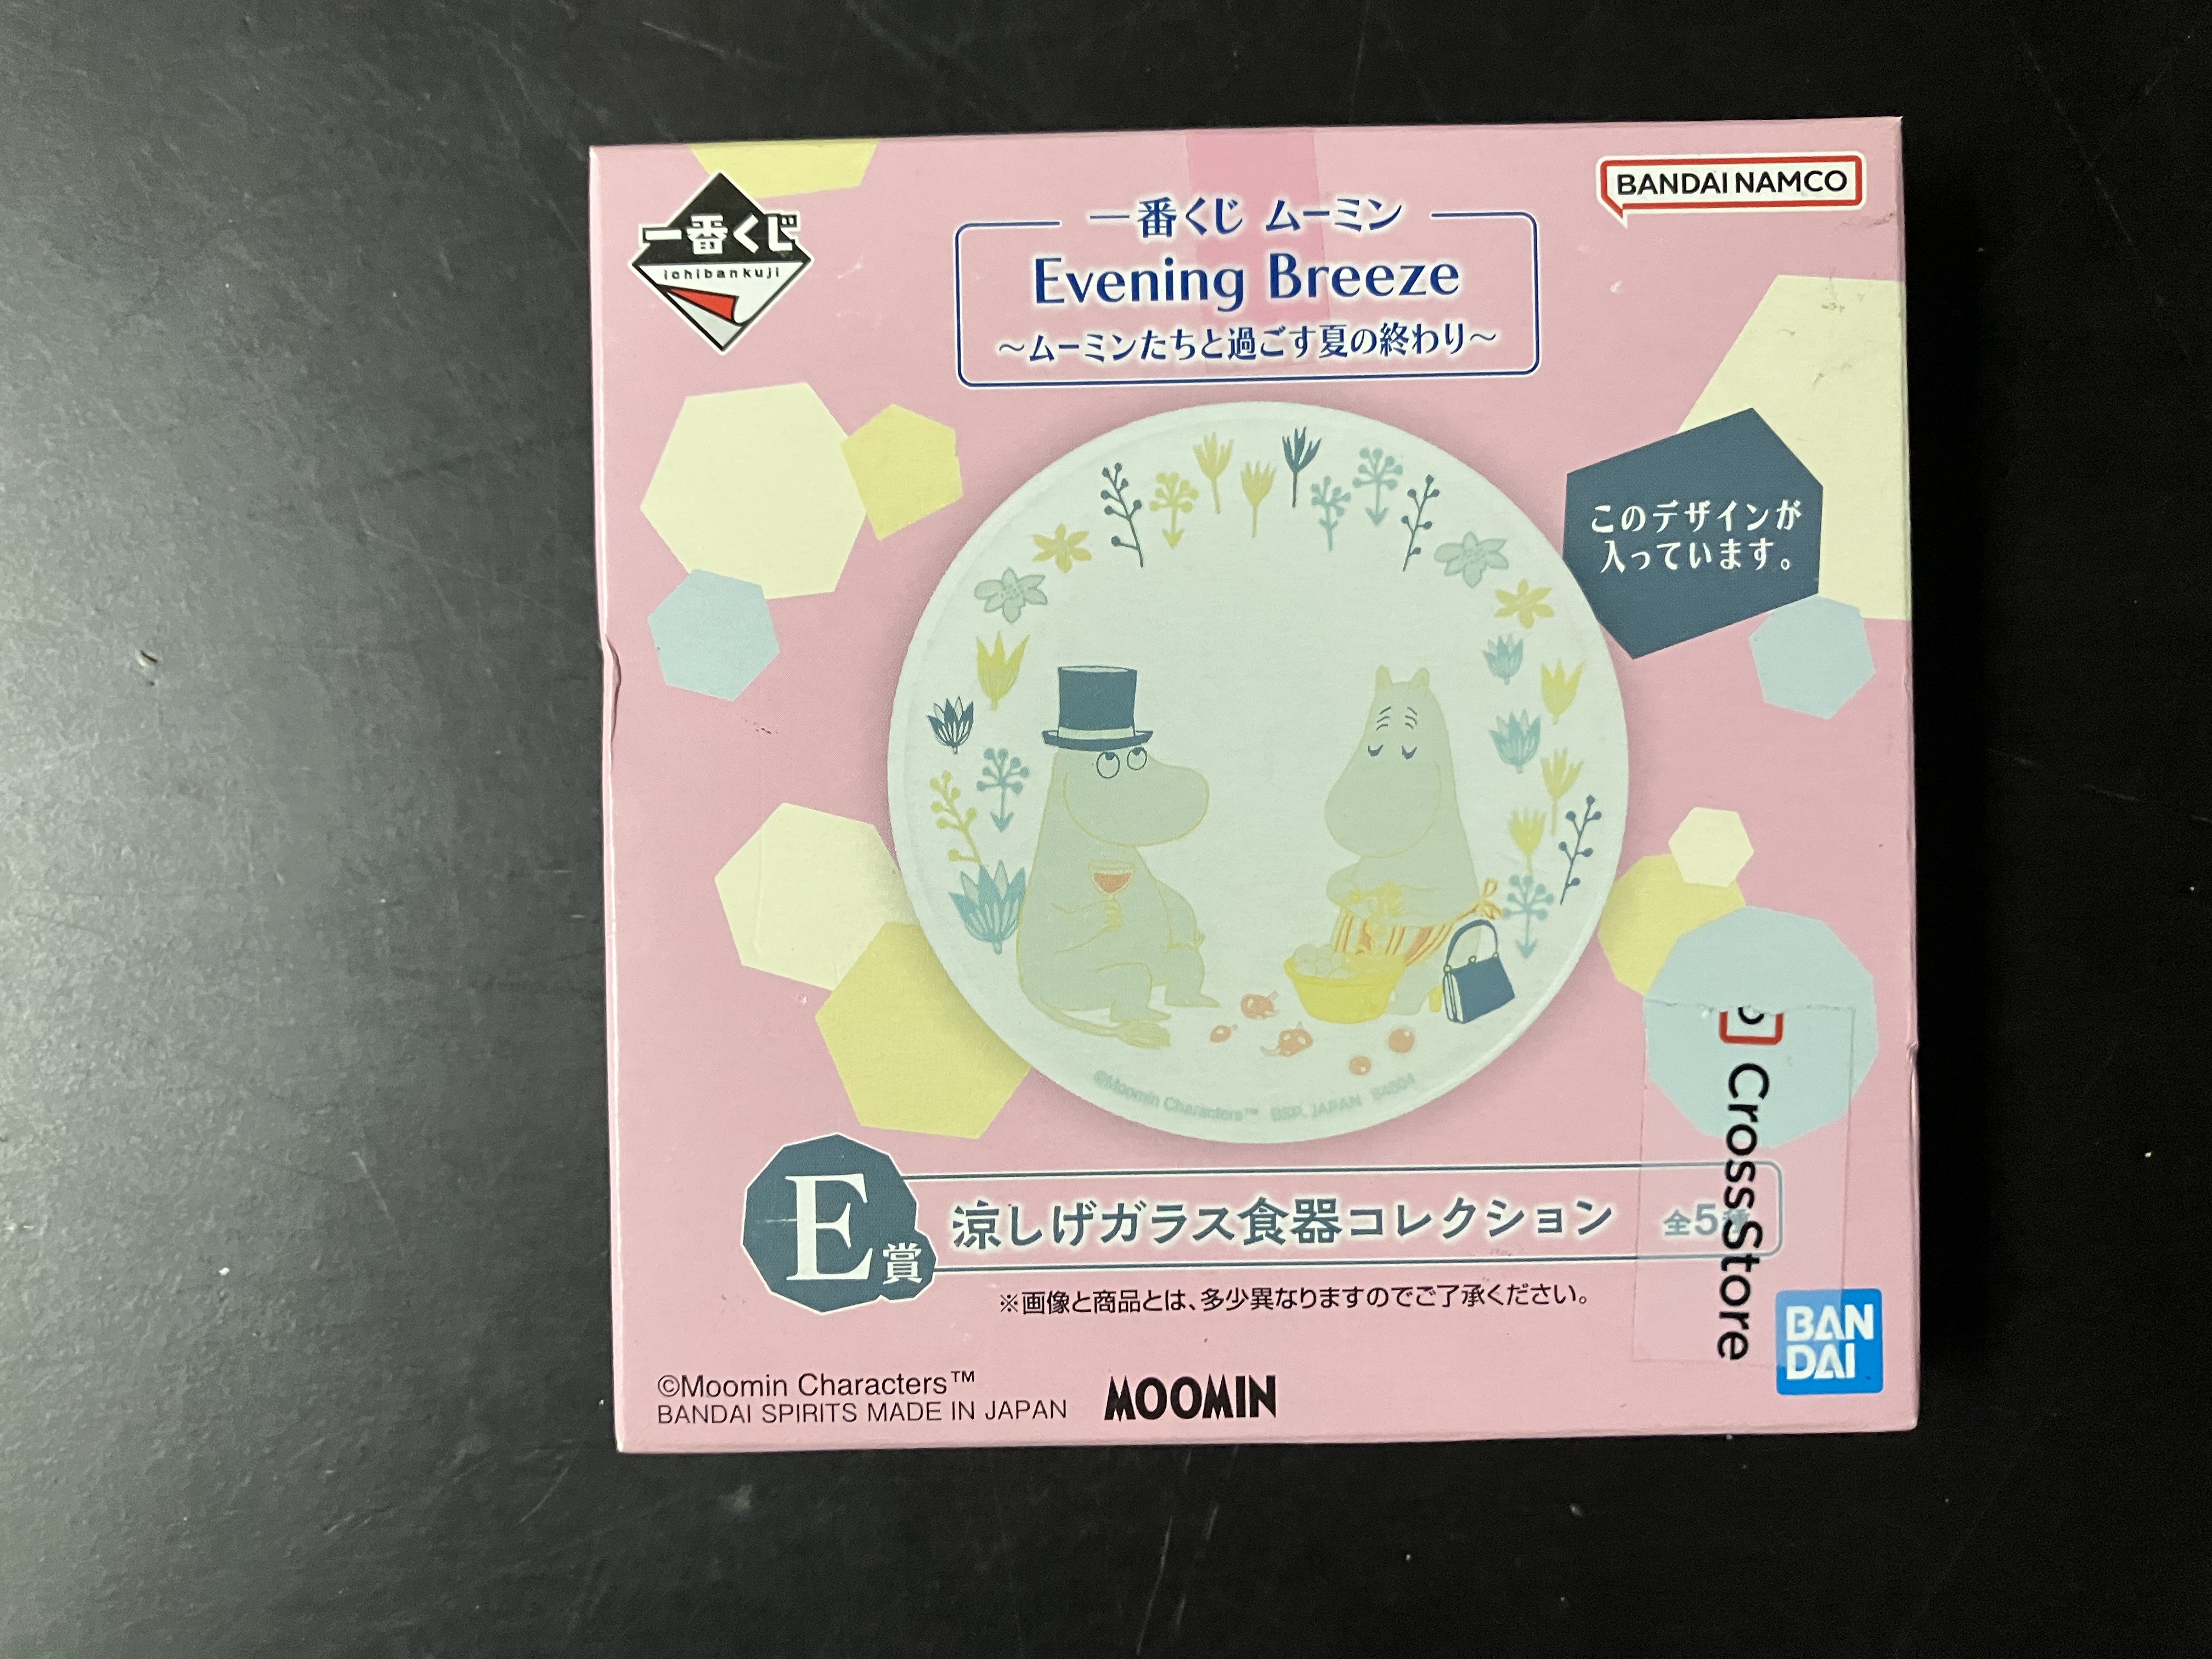 一番くじ
ichibankuji
一番くじ ムーミン
Evening Breeze
～ムーミンたちと過ごす夏の終わり～
BANDAI NAMCO
このデザインが
入っています。
©Moomin Characters™ BSP, JAPAN
E賞
涼しげガラス食器コレクション 全5種
※画像と商品とは、多少異なりますのでご了承ください。
CrossStore
©Moomin Characters™
BANDAI SPIRITS MADE IN JAPAN
MOOMIN
BAN
DAI